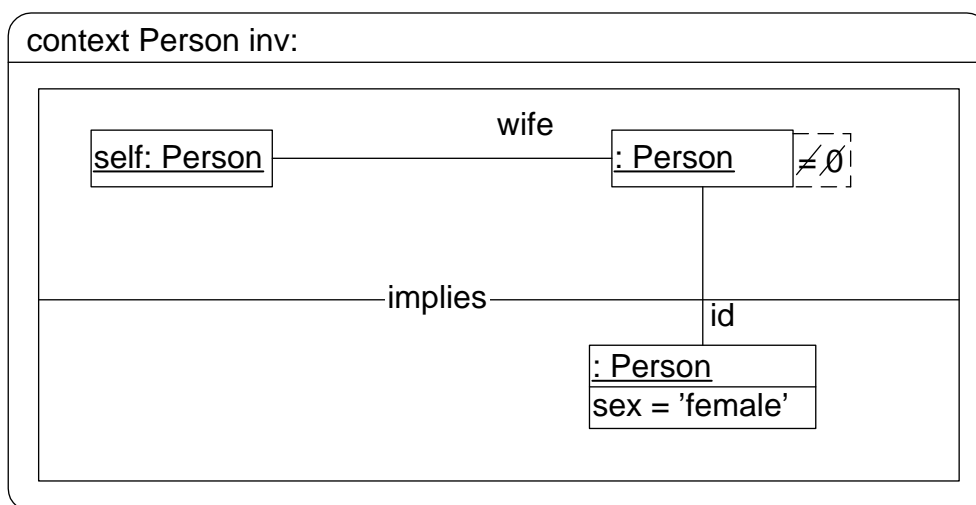 context Person inv:
wife
self: Person
: Person
≠ ∅
implies
id
: Person
sex = ’female’